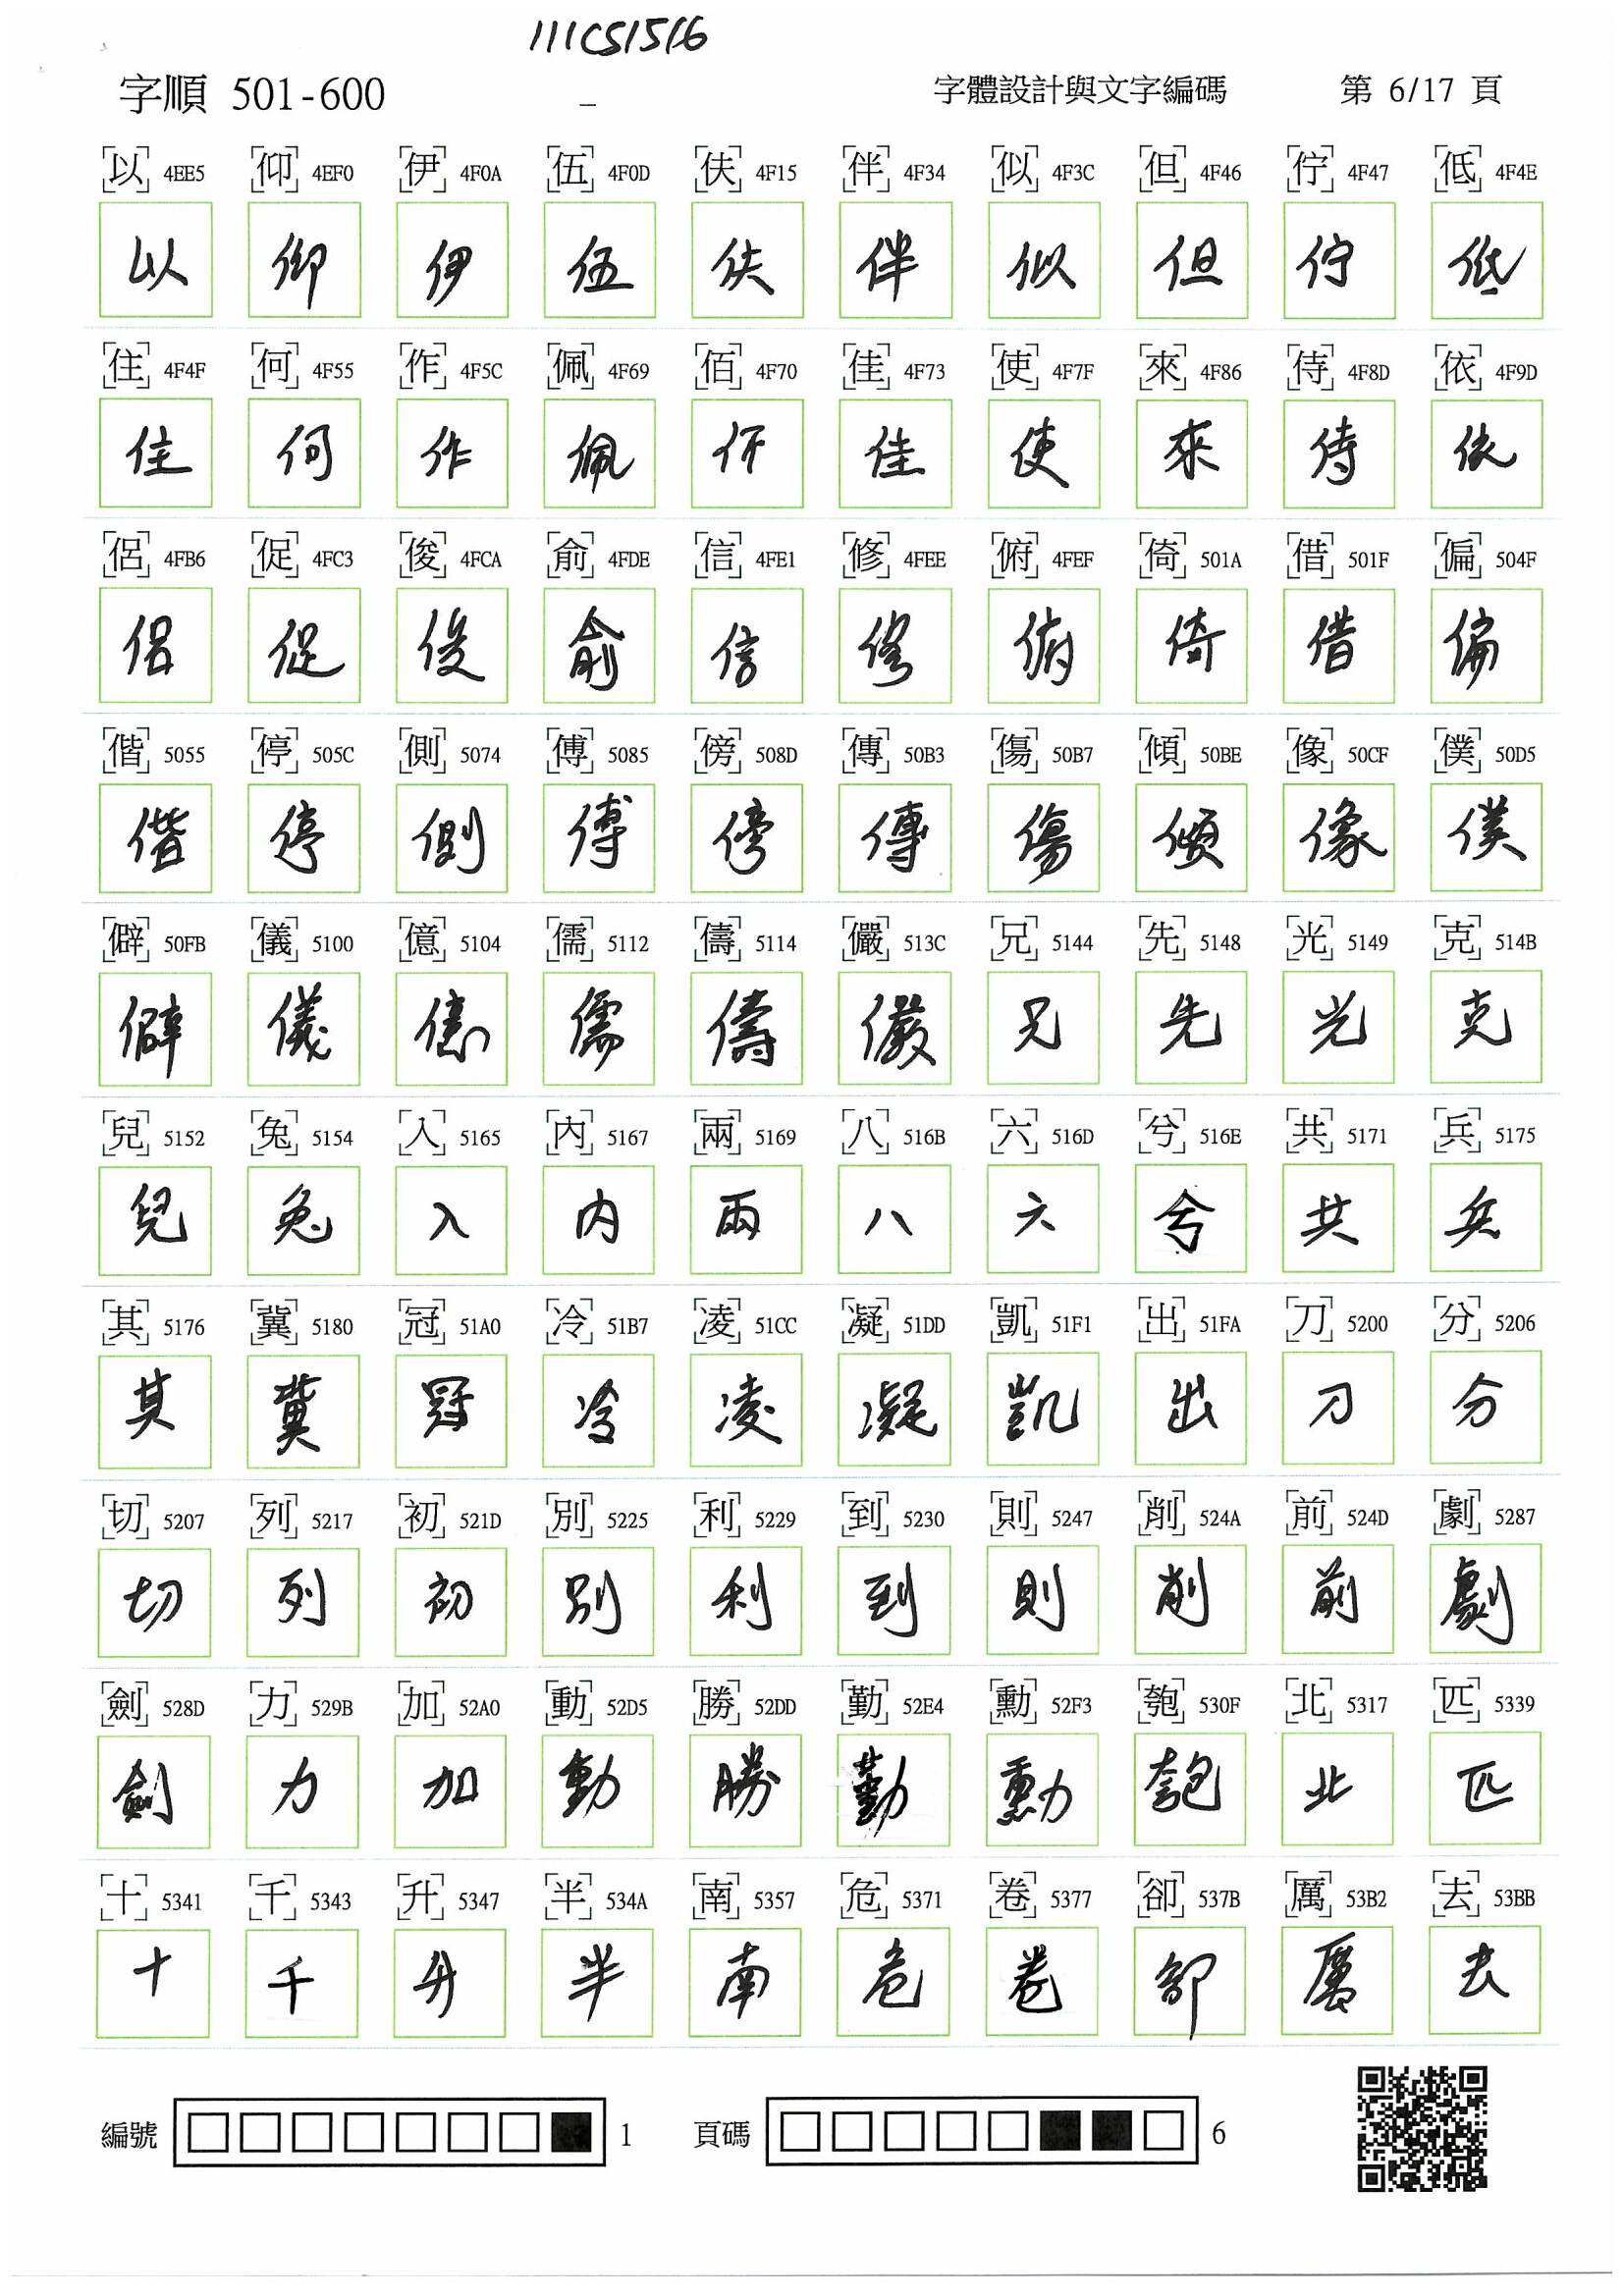 111CS1516
字順 501-600 _ 字體設計與文字編碼 第 6/17 頁
以 4EE5 仰 4EF0 伊 4F0A 伍 4F0D 伕 4F15 伴 4F34 似 4F3C 但 4F46 佇 4F47 低 4F4E
以 仰 伊 伍 伕 伴 似 但 佇 低
住 4F4F 何 4F55 作 4F5C 佩 4F69 佰 4F70 佳 4F73 使 4F7F 來 4F86 侍 4F8D 依 4F9D
住 何 作 佩 佰 佳 使 來 侍 依
侶 4FB6 促 4FC3 俊 4FCA 俞 4FDE 信 4FE1 修 4FEE 俯 4FEF 倚 501A 借 501F 偏 504F
侶 促 俊 俞 信 修 俯 倚 借 偏
偕 5055 停 505C 側 5074 傅 5085 傍 508D 傳 50B3 傷 50B7 傾 50BE 像 50CF 僕 50D5
偕 停 側 傅 傍 傳 傷 傾 像 僕
僻 50FB 儀 5100 億 5104 儒 5112 儔 5114 儼 513C 兄 5144 先 5148 光 5149 克 514B
僻 儀 億 儒 儔 儼 兄 先 光 克
兒 5152 兔 5154 入 5165 內 5167 兩 5169 八 516B 六 516D 兮 516E 共 5171 兵 5175
兒 兔 入 內 兩 八 六 兮 共 兵
其 5176 冀 5180 冠 51A0 冷 51B7 凌 51CC 凝 51DD 凱 51F1 出 51FA 刀 5200 分 5206
其 冀 冠 冷 凌 凝 凱 出 刀 分
切 5207 列 5217 初 521D 別 5225 利 5229 到 5230 則 5247 削 524A 前 524D 劇 5287
切 列 初 別 利 到 則 削 前 劇
劍 528D 力 529B 加 52A0 動 52D5 勝 52DD 勤 52E4 勳 52F3 匏 530F 北 5317 匹 5339
劍 力 加 動 勝 勤 勳 匏 北 匹
十 5341 千 5343 升 5347 半 534A 南 5357 危 5371 卷 5377 卻 537B 厲 53B2 去 53BB
十 千 升 半 南 危 卷 卻 厲 去
編號 1 頁碼 6